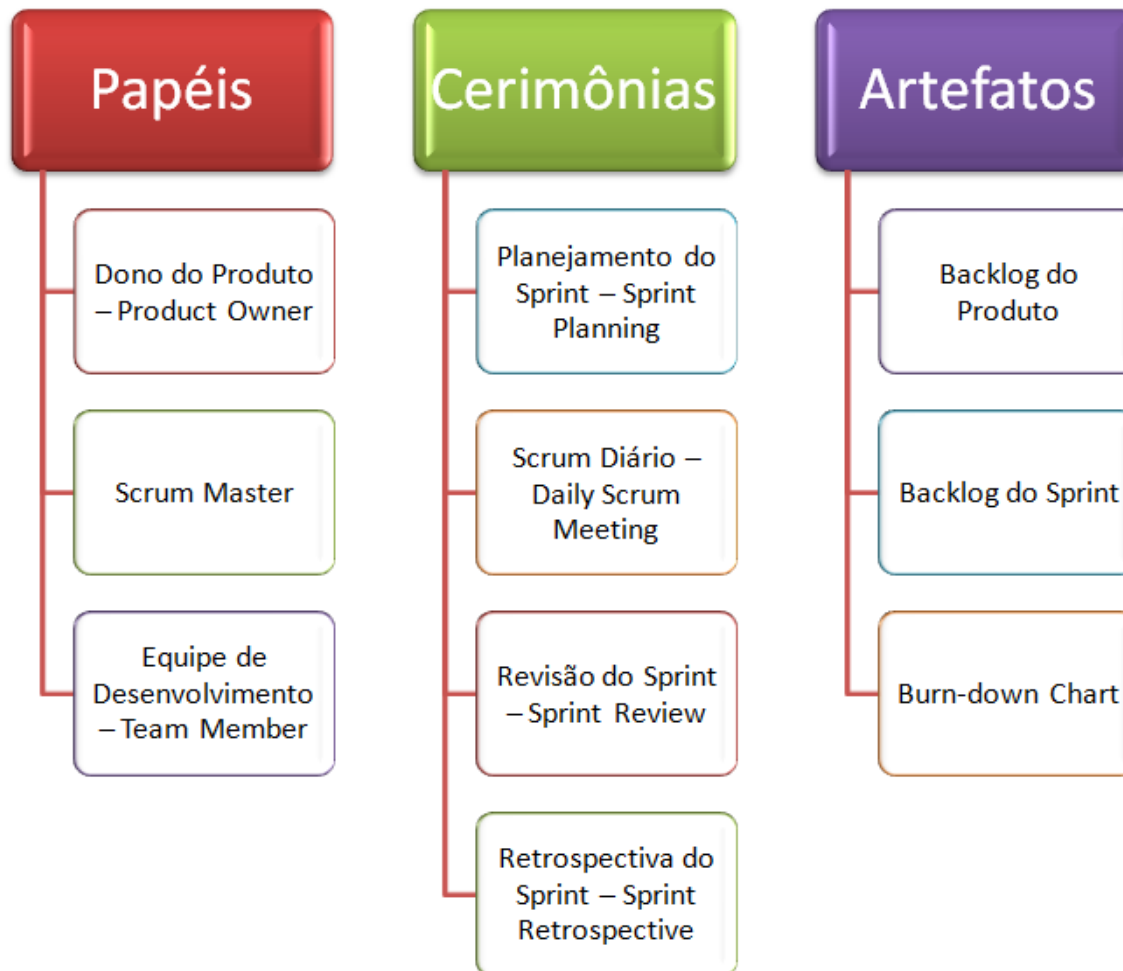 Papéis
Dono do Produto
– Product Owner
Scrum Master
Equipe de
Desenvolvimento
– Team Member
Cerimônias
Planejamento do
Sprint – Sprint
Planning
Scrum Diário –
Daily Scrum
Meeting
Revisão do Sprint
– Sprint Review
Retrospectiva do
Sprint – Sprint
Retrospective
Artefatos
Backlog do
Produto
Backlog do Sprint
Burn-down Chart